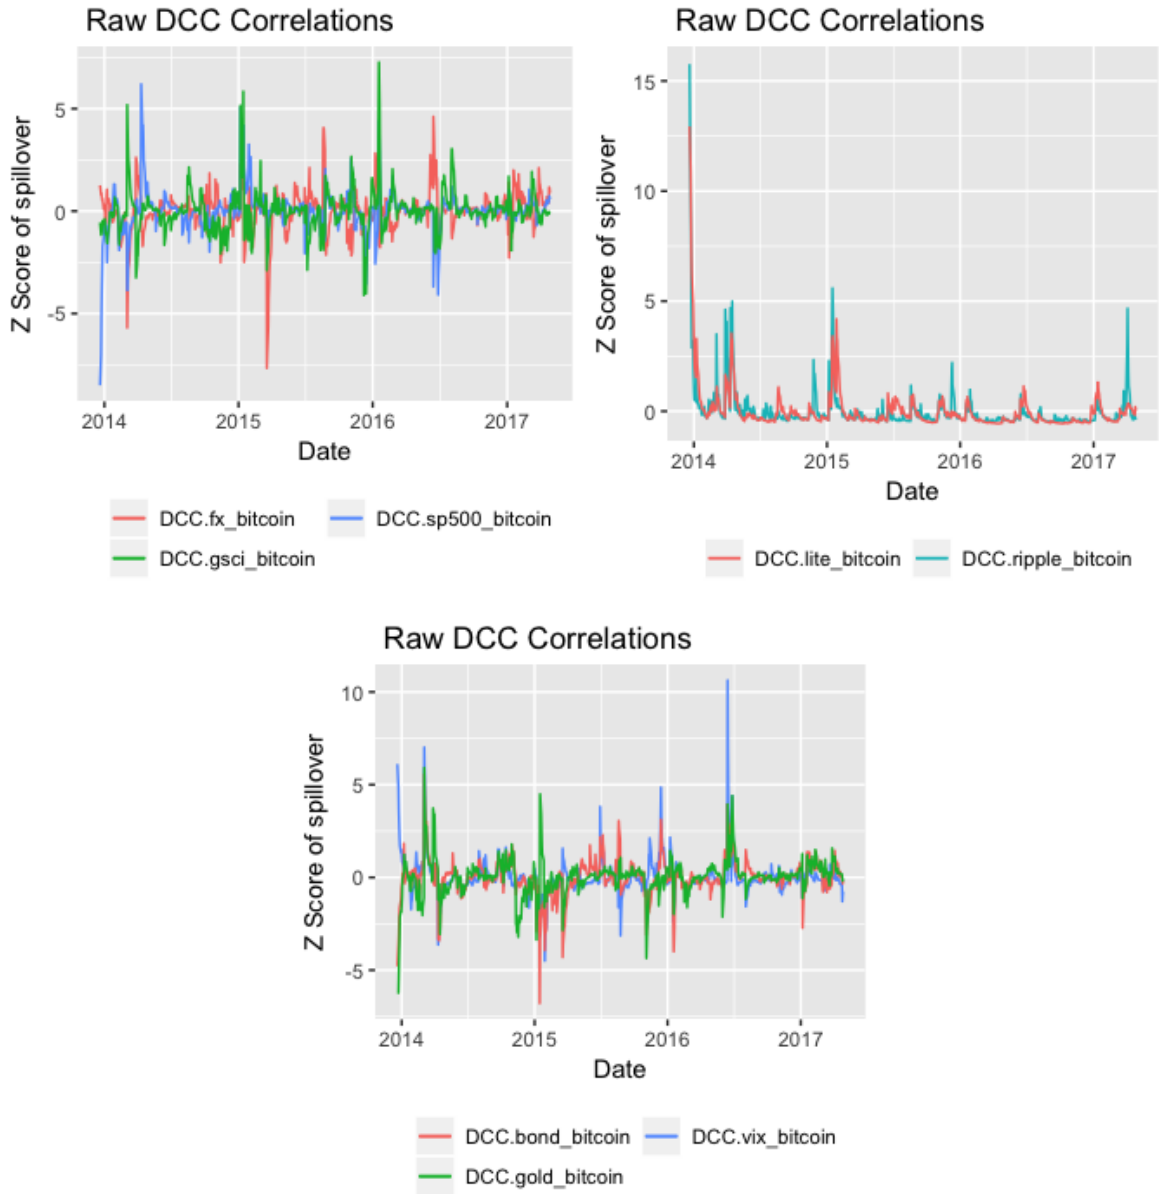 Raw DCC Correlations
Z Score of spillover
5
0
-5
2014 2015 2016 2017
Date
DCC.fx_bitcoin DCC.sp500_bitcoin
DCC.gsci_bitcoin
Raw DCC Correlations
Z Score of spillover
15
10
5
0
2014 2015 2016 2017
Date
DCC.lite_bitcoin DCC.ripple_bitcoin
Raw DCC Correlations
Z Score of spillover
10
5
0
-5
2014 2015 2016 2017
Date
DCC.bond_bitcoin DCC.vix_bitcoin
DCC.gold_bitcoin